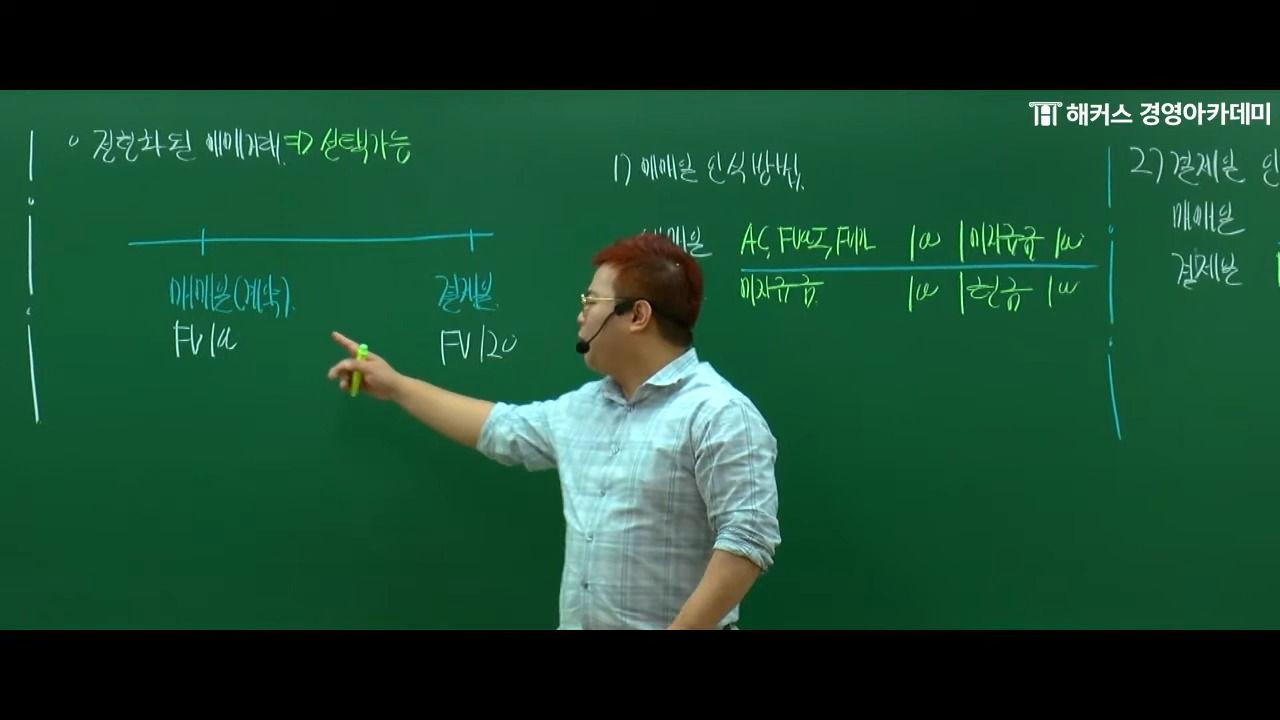 해커스 경영아카데미
정형화된 매매거래 => 선택가능
매매일(계약) 결제일
FV 100 FV 120
1) 매매일 인식방법
매매일 AC, FVOCI, FVPL 100 미지급금 100
미지급금 100 현금 100
2) 결제일 인
매매일
결제일